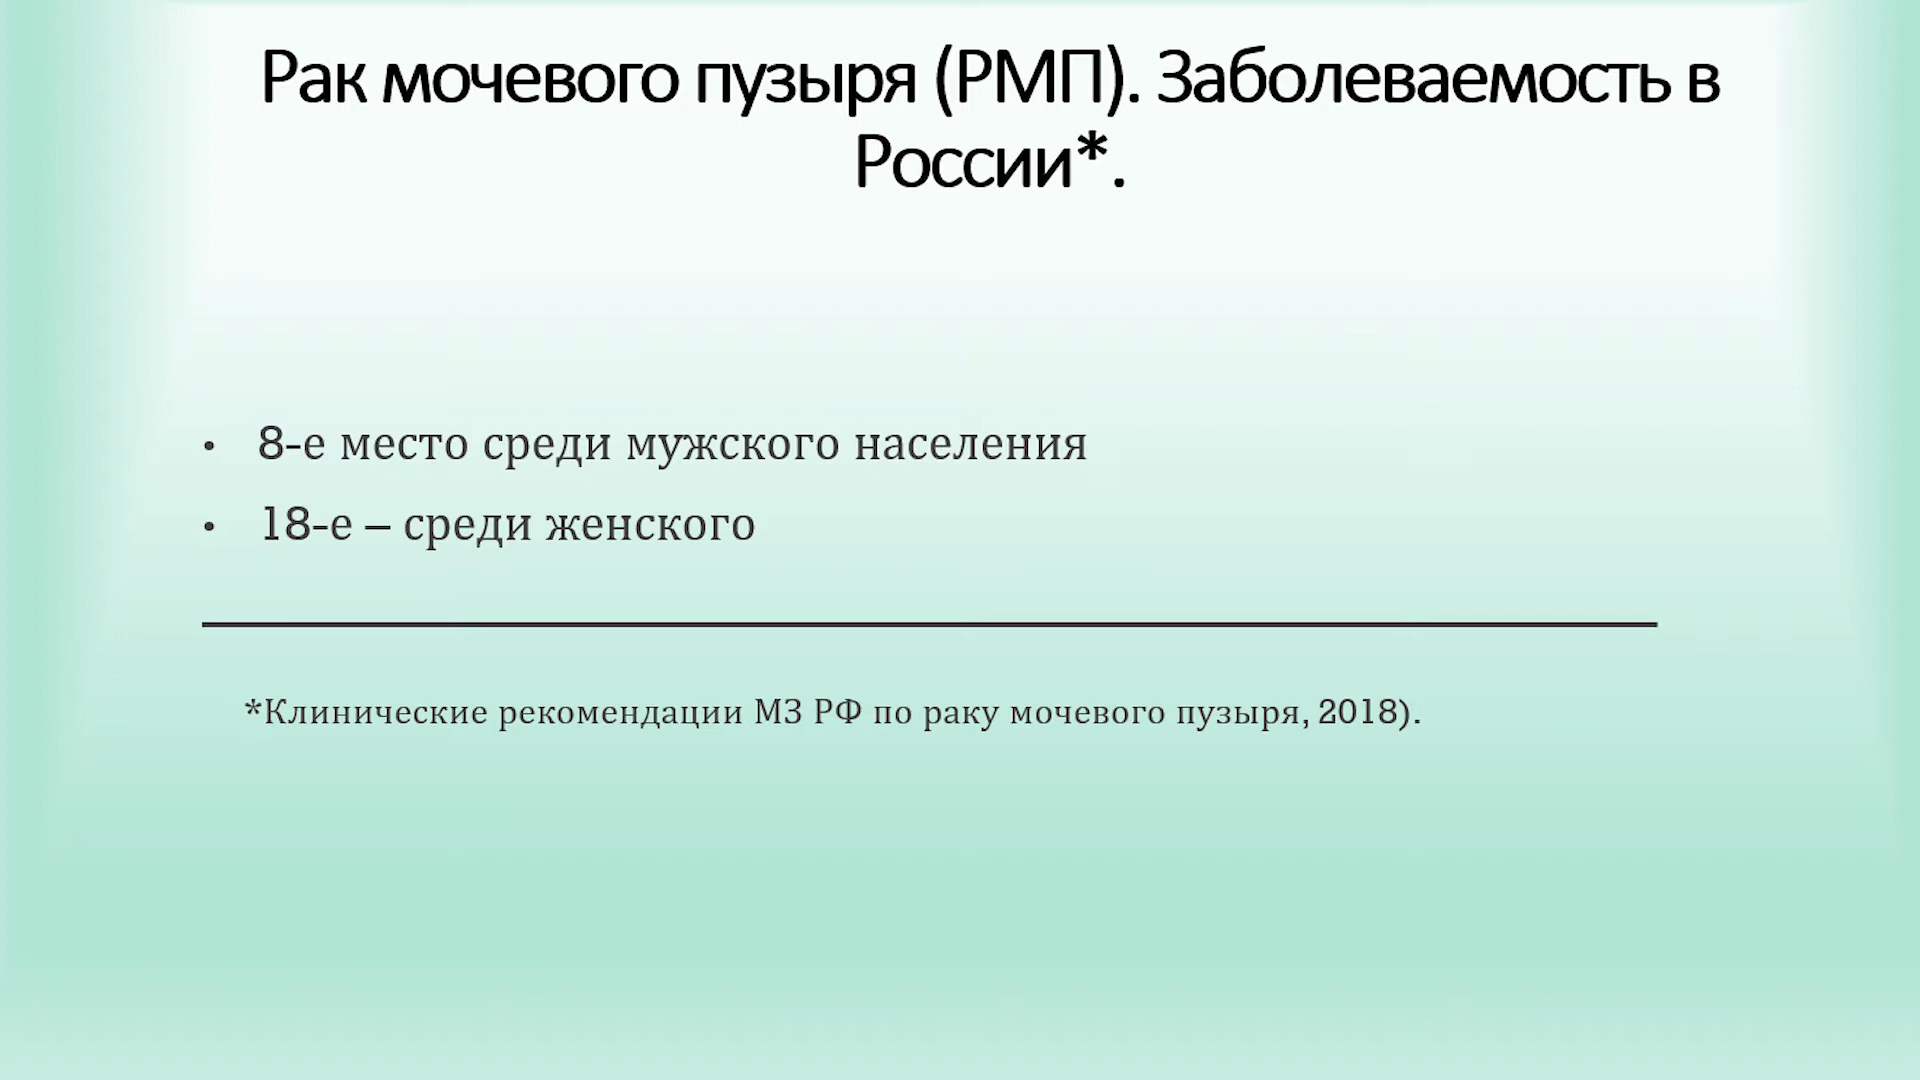 Рак мочевого пузыря (РМП). Заболеваемость в
России*.
• 8-е место среди мужского населения
• 18-е – среди женского
*Клинические рекомендации МЗ РФ по раку мочевого пузыря, 2018).